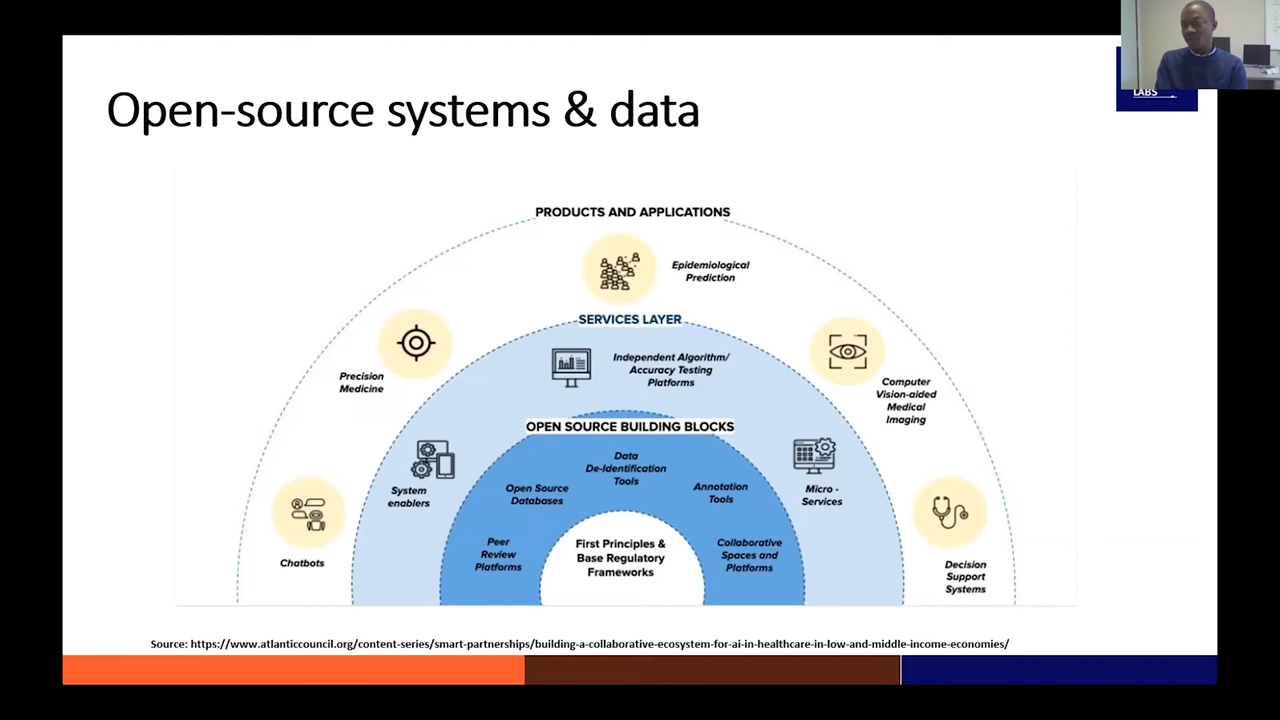 LABS
Open-source systems & data
PRODUCTS AND APPLICATIONS
Epidemiological
Prediction
SERVICES LAYER
Independent Algorithm/
Accuracy Testing
Platforms
Precision
Medicine
Computer
Vision-aided
Medical
Imaging
OPEN SOURCE BUILDING BLOCKS
Data
De-Identification
Tools
Open Source
Databases
Annotation
Tools
System
enablers
Micro -
Services
Peer
Review
Platforms
First Principles &
Base Regulatory
Frameworks
Collaborative
Spaces and
Platforms
Chatbots
Decision
Support
Systems
Source: https://www.atlanticcouncil.org/content-series/smart-partnerships/building-a-collaborative-ecosystem-for-ai-in-healthcare-in-low-and-middle-income-economies/